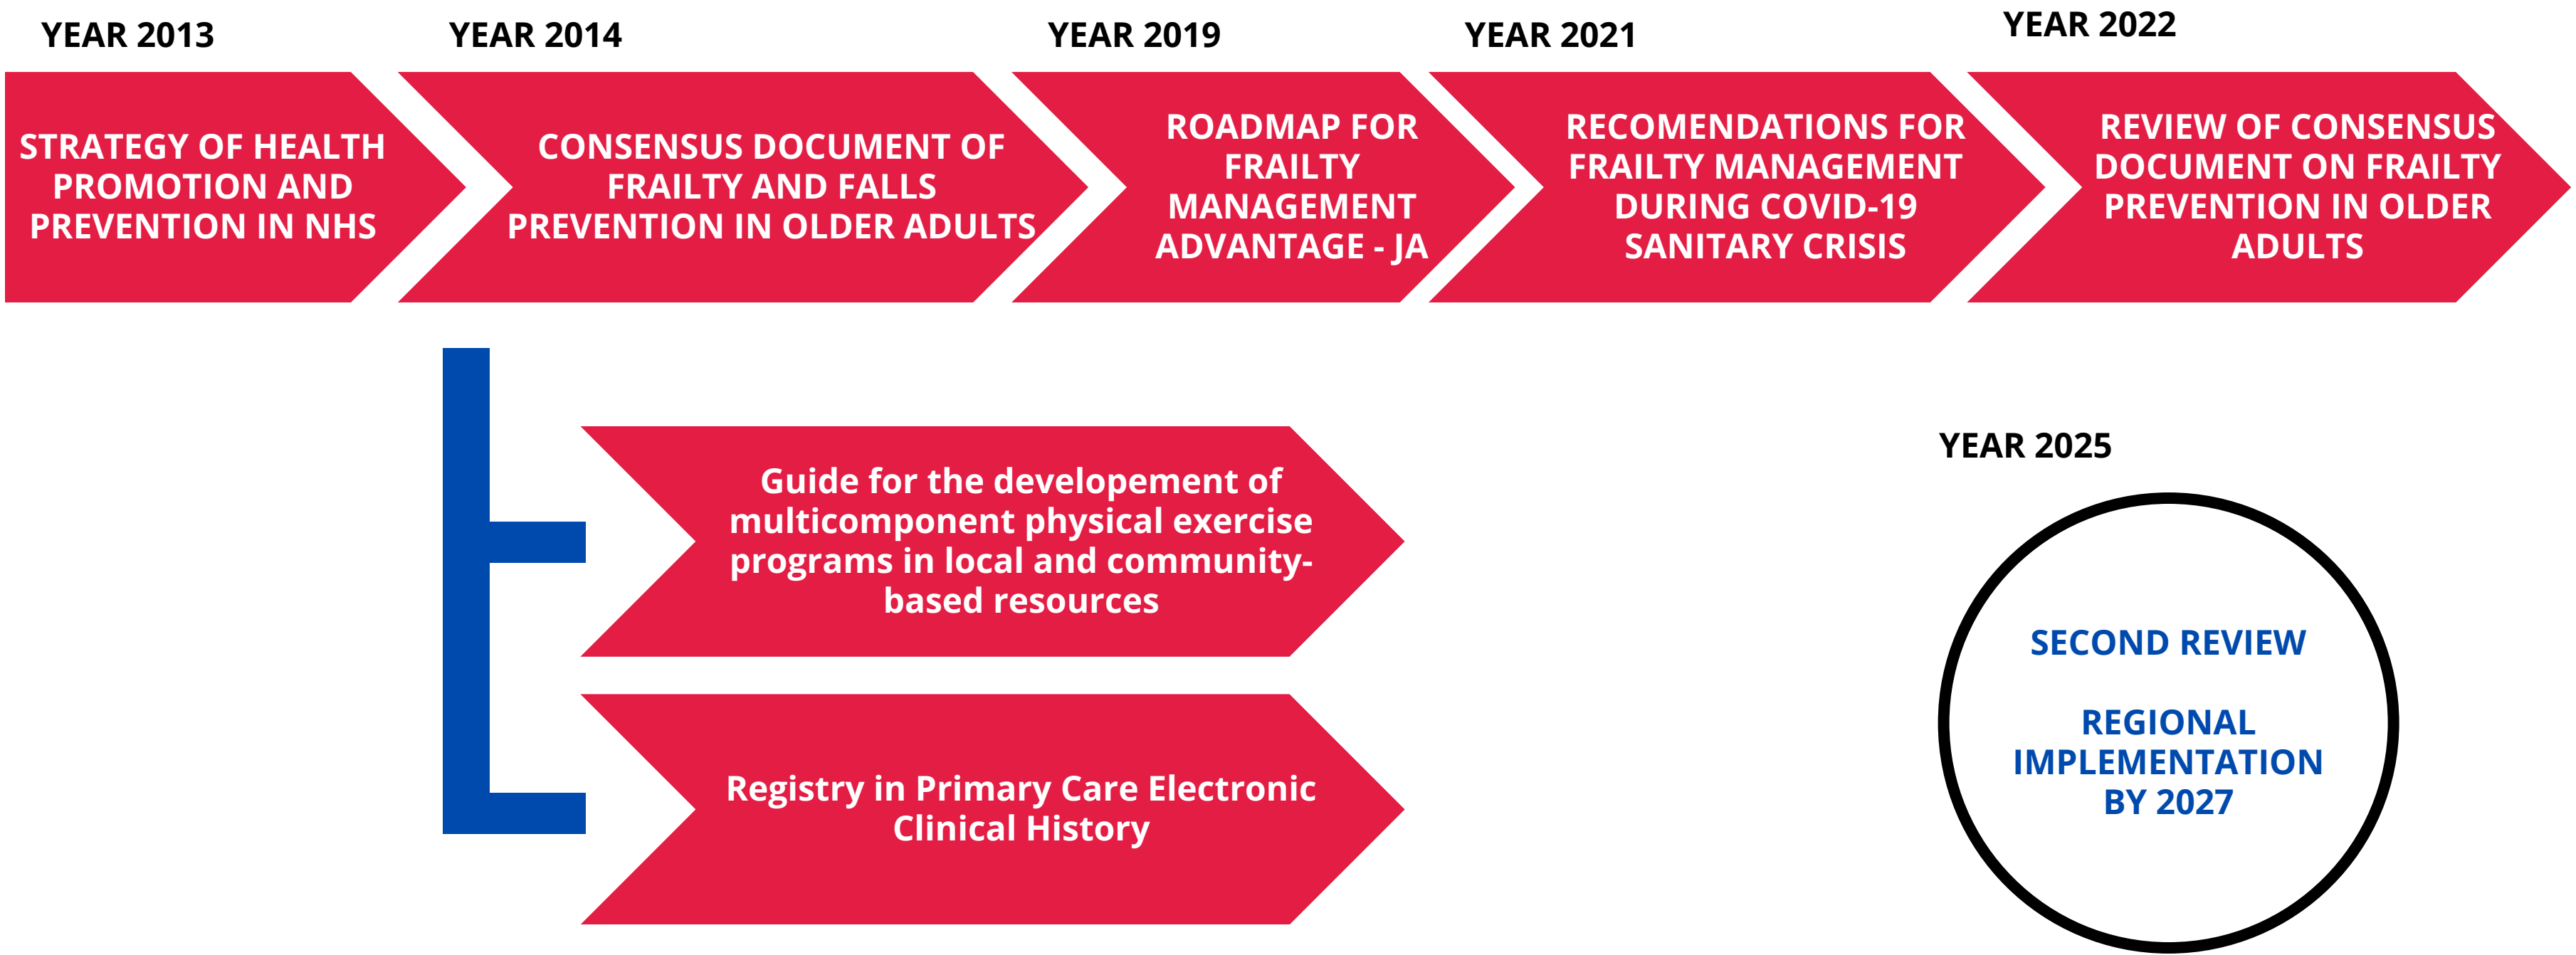 YEAR 2013
STRATEGY OF HEALTH
PROMOTION AND
PREVENTION IN NHS
YEAR 2014
CONSENSUS DOCUMENT OF
FRAILTY AND FALLS
PREVENTION IN OLDER ADULTS
YEAR 2019
ROADMAP FOR
FRAILTY
MANAGEMENT
ADVANTAGE - JA
YEAR 2021
RECOMENDATIONS FOR
FRAILTY MANAGEMENT
DURING COVID-19
SANITARY CRISIS
YEAR 2022
REVIEW OF CONSENSUS
DOCUMENT ON FRAILTY
PREVENTION IN OLDER
ADULTS
Guide for the developement of
multicomponent physical exercise
programs in local and community-
based resources
Registry in Primary Care Electronic
Clinical History
YEAR 2025
SECOND REVIEW
REGIONAL
IMPLEMENTATION
BY 2027